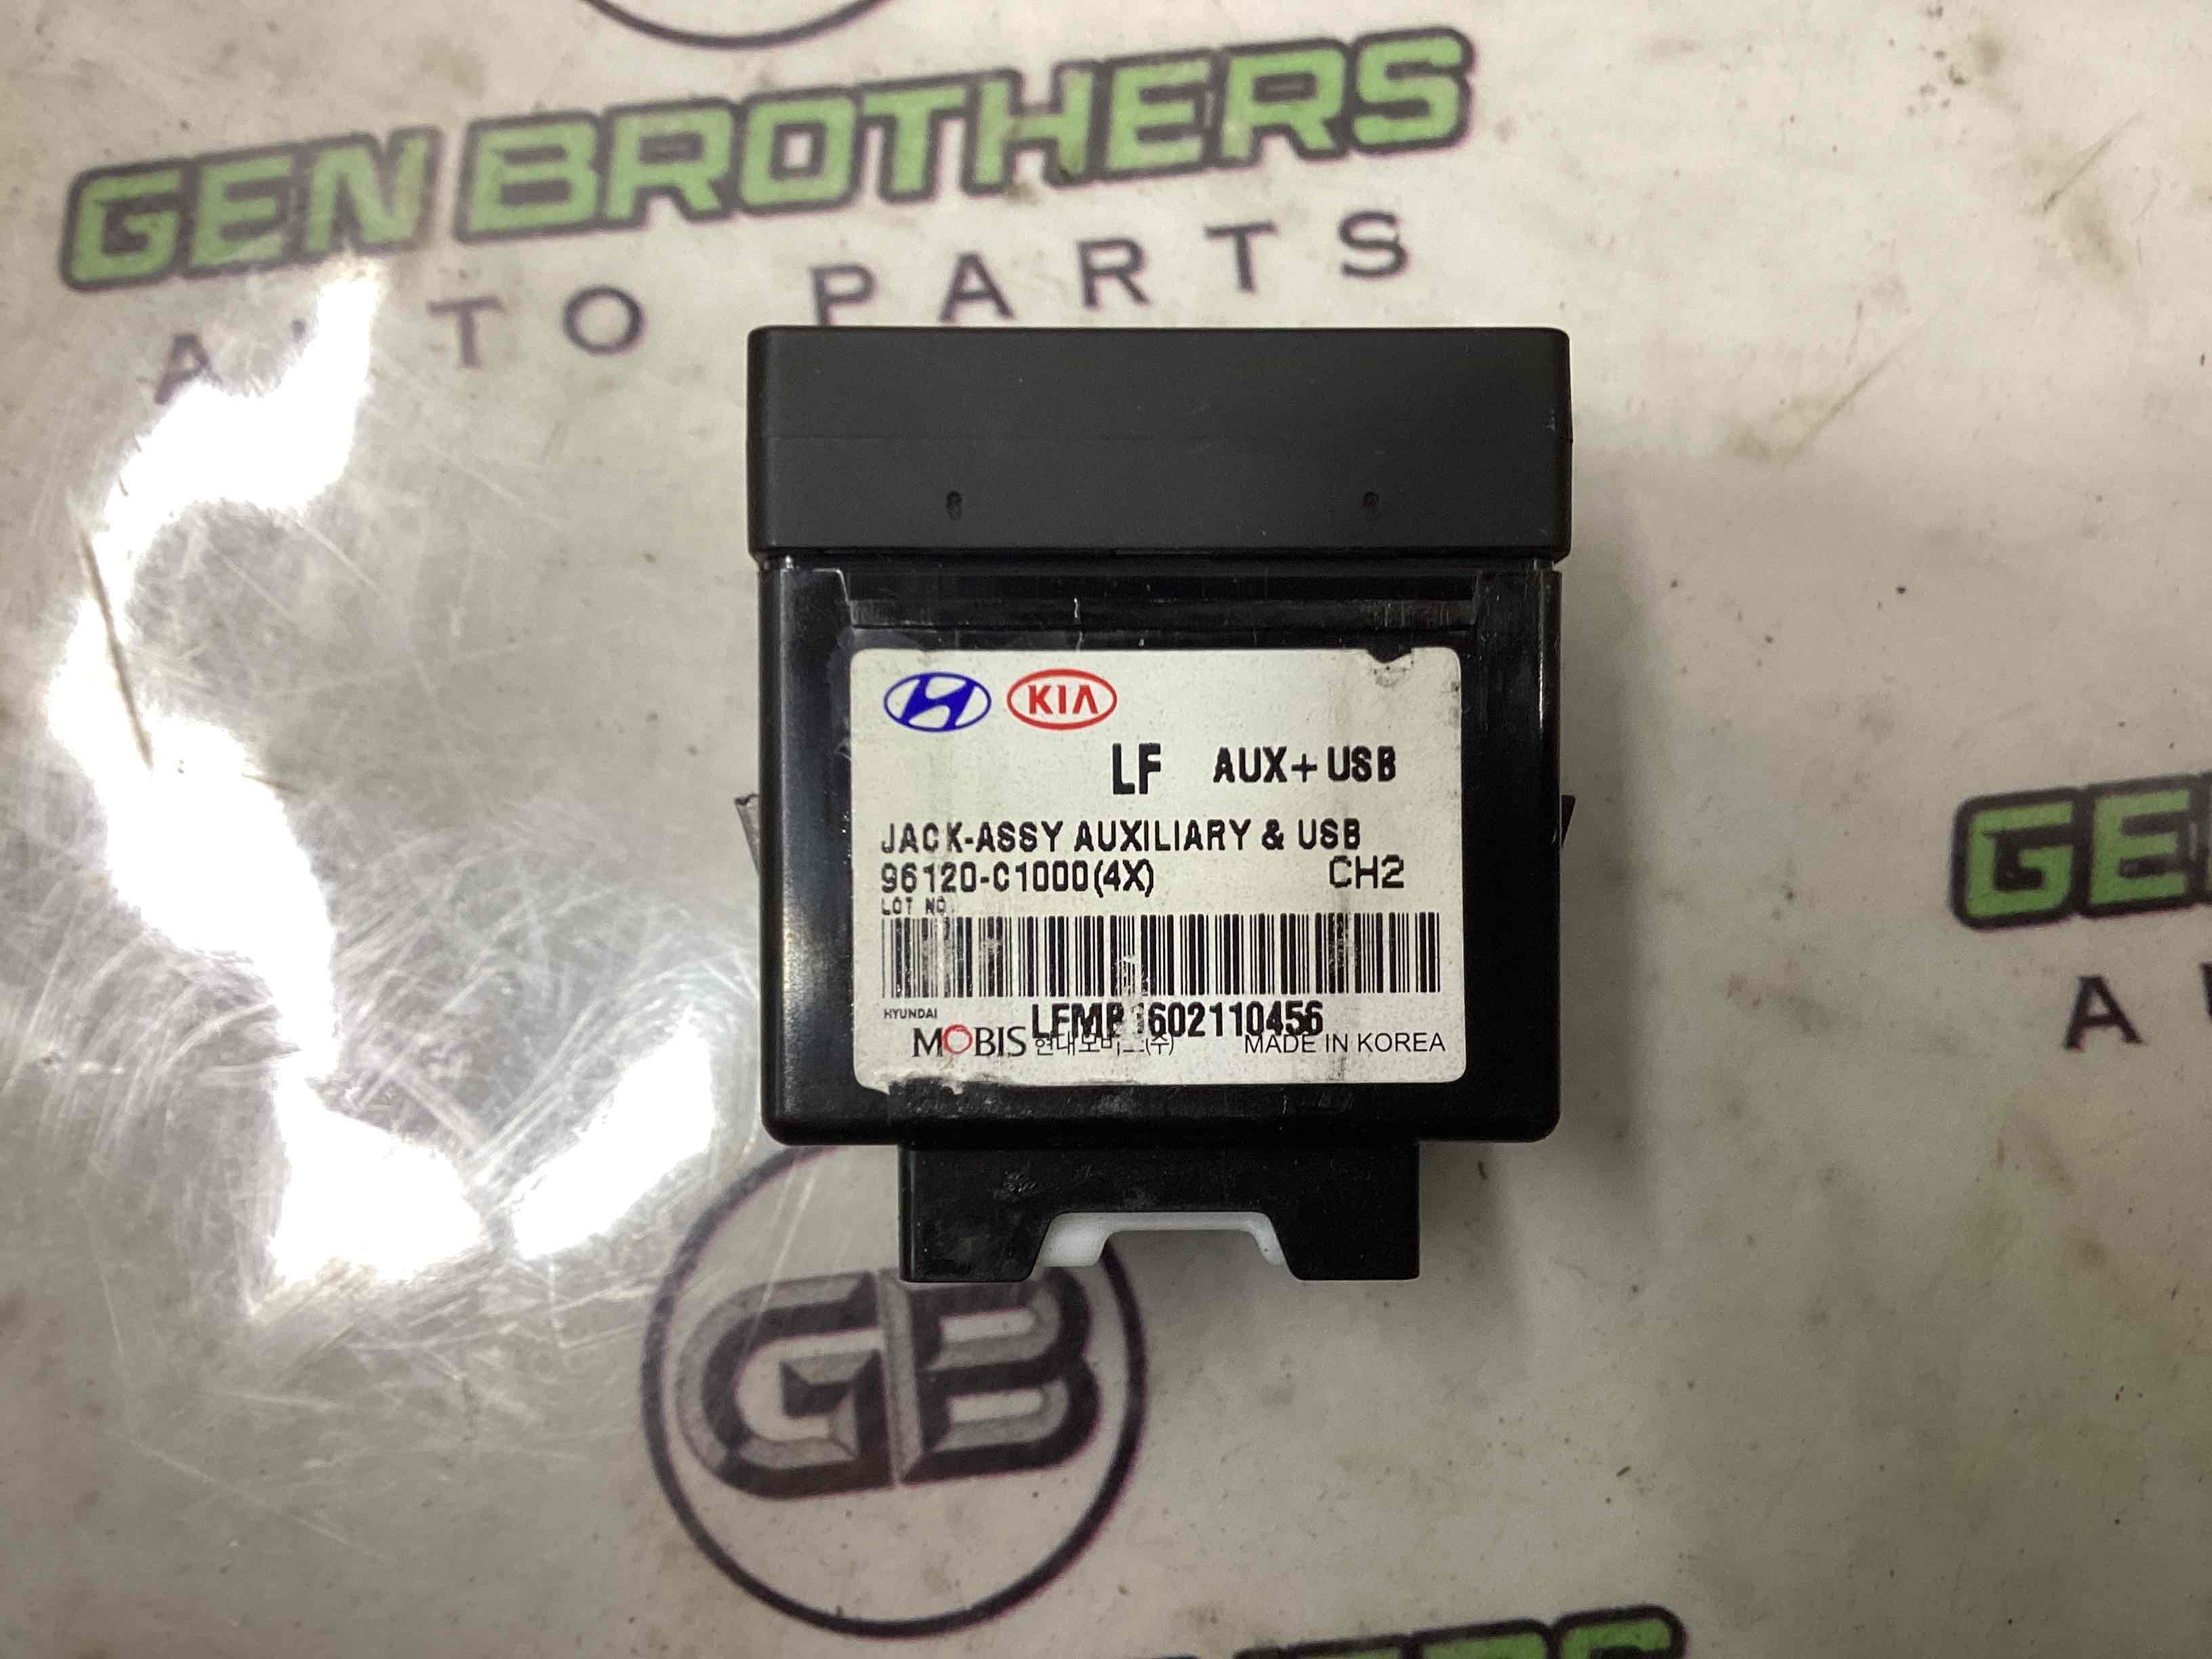 GEN BROTHERS
AUTO PARTS
KIA
LF AUX+USB
JACK-ASSY AUXILIARY & USB
96120-C1000(4X) CH2
LOT NO.
HYUNDAI
MOBIS MADE IN KOREA
GE
A
GB